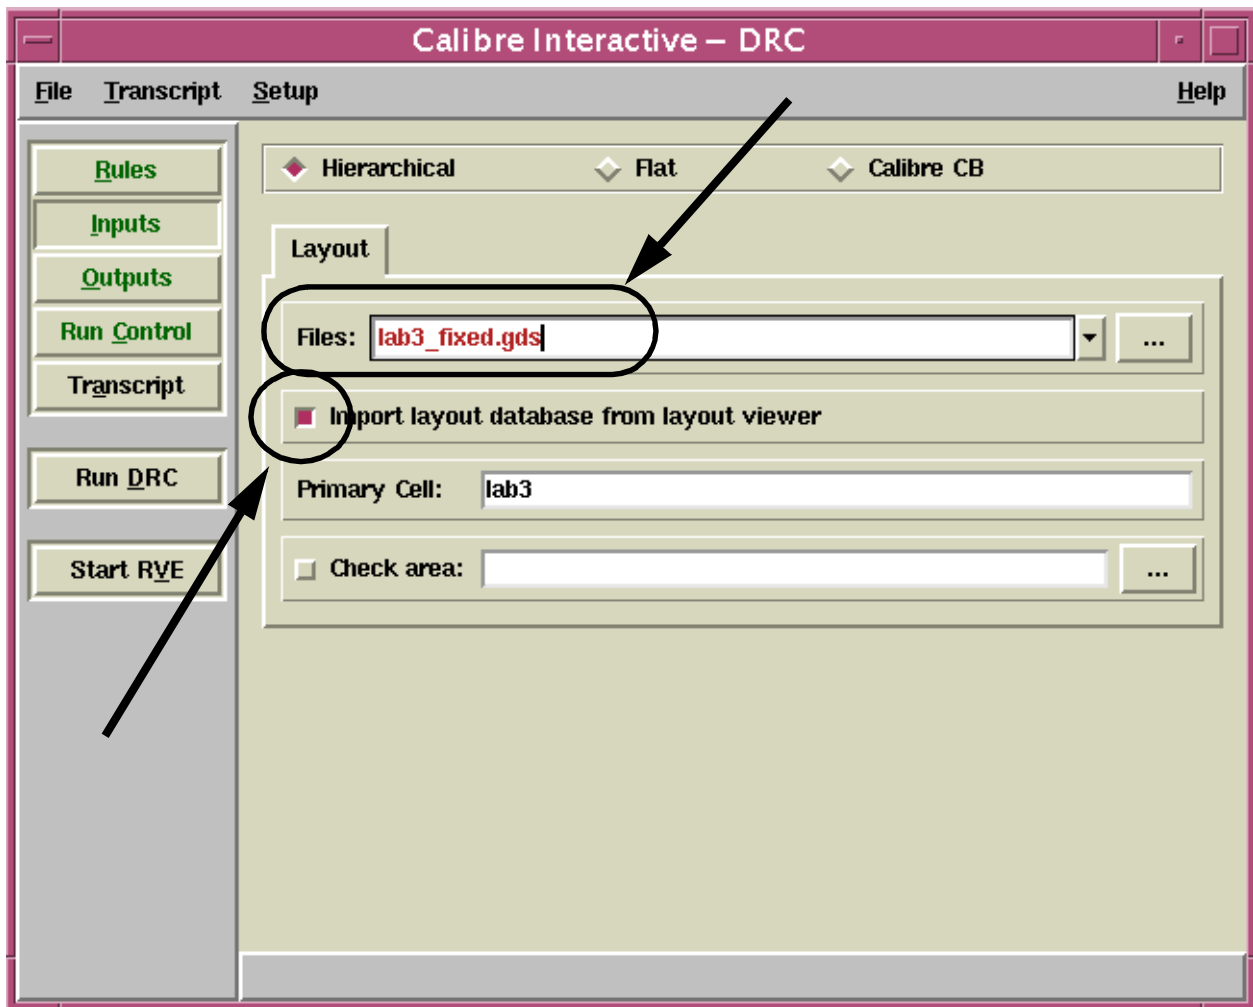 Calibre Interactive – DRC
File Transcript Setup Help
Rules
Inputs
Outputs
Run Control
Transcript
Run DRC
Start RVE
Hierarchical Flat Calibre CB
Layout
Files: lab3_fixed.gds ...
Import layout database from layout viewer
Primary Cell: lab3
Check area: ...